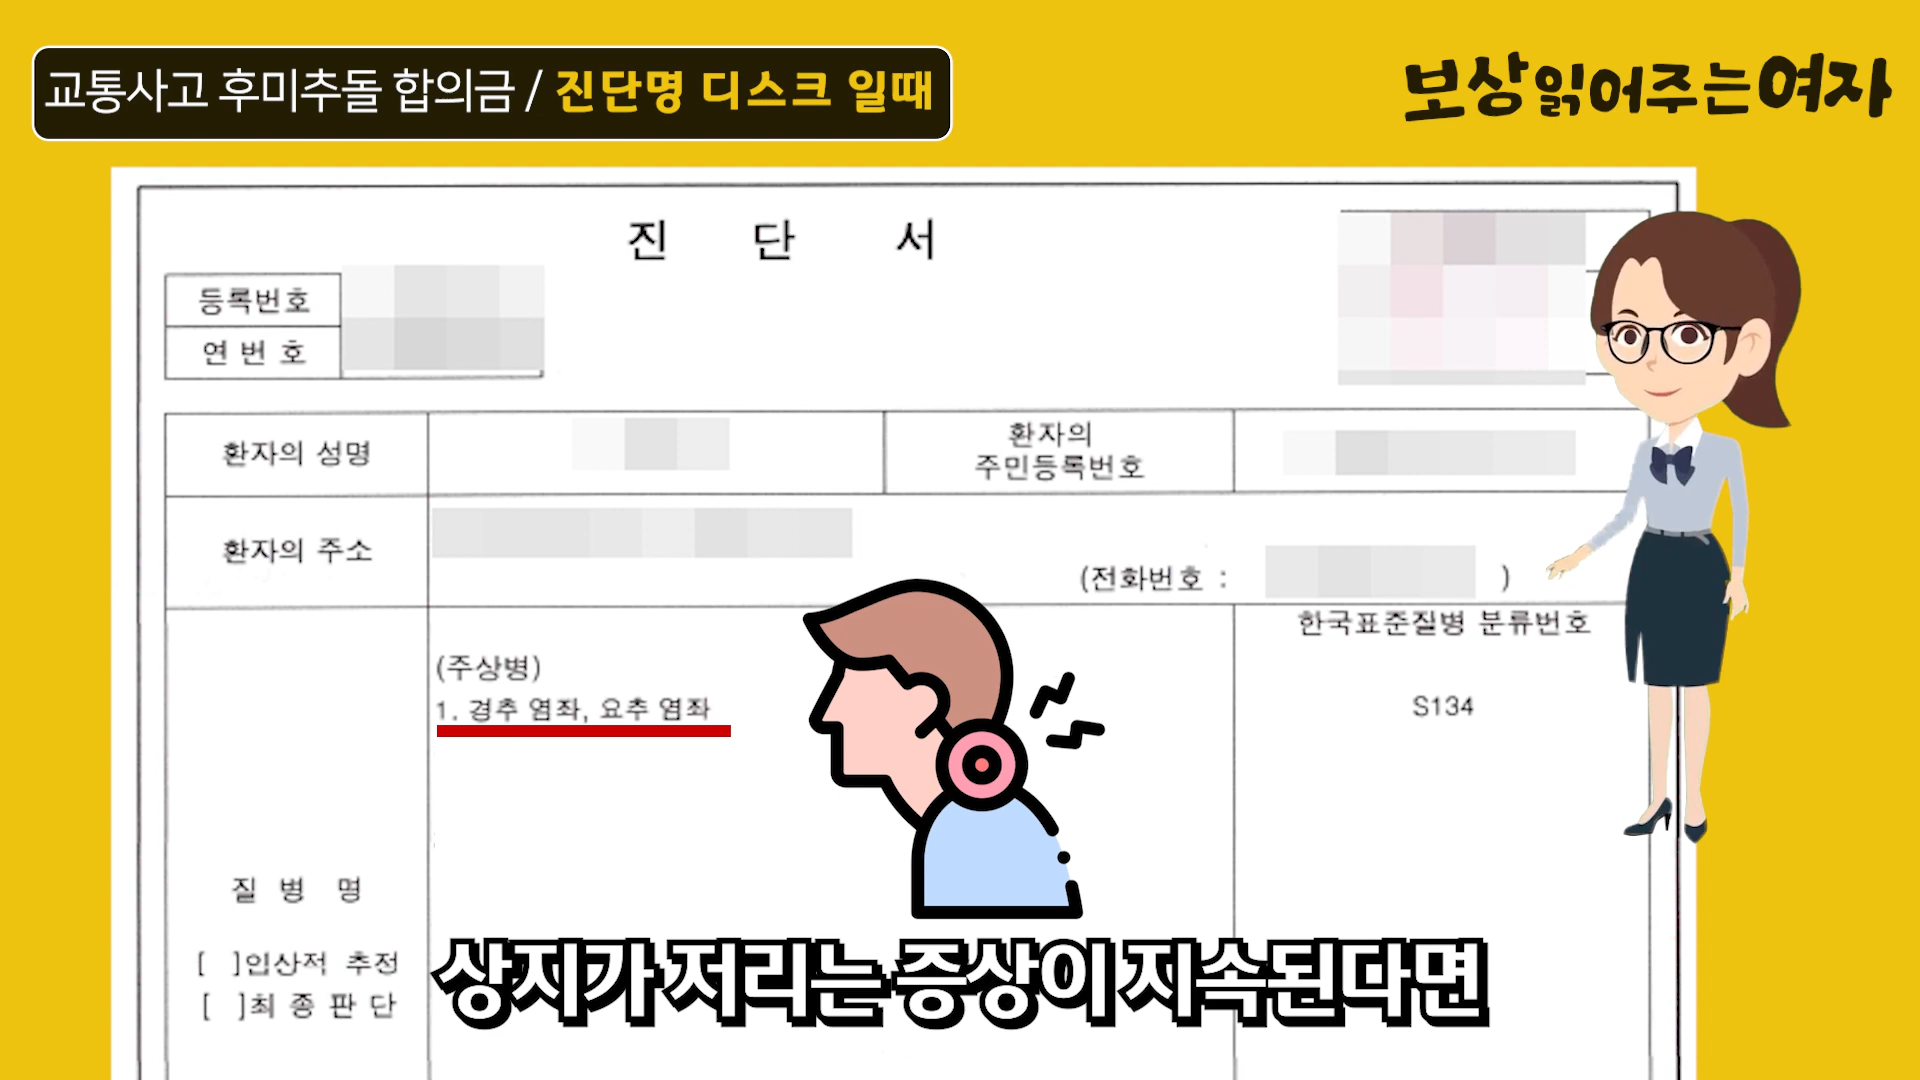 교통사고 후미추돌 합의금 / 진단명 디스크 일때
보상읽어주는여자
진 단 서
등록번호
연 번 호
환자의 성명
환자의
주민등록번호
환자의 주소
(전화번호 : )
한국표준질병 분류번호
(주상병)
1. 경추 염좌, 요추 염좌
S134
질 병 명
[ ]임상적 추정
[ ]최 종 판 단
상지가 저리는 증상이 지속된다면